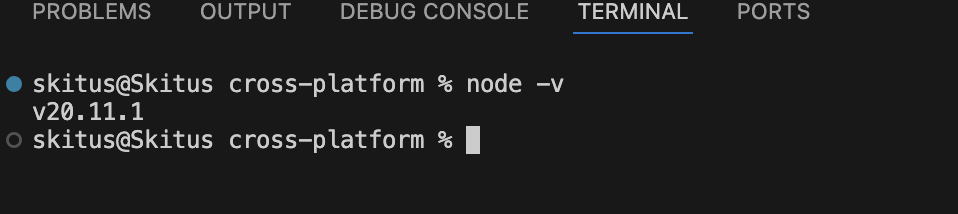 PROBLEMS OUTPUT DEBUG CONSOLE TERMINAL PORTS
skitus@Skitus cross-platform % node -v
v20.11.1
skitus@Skitus cross-platform %